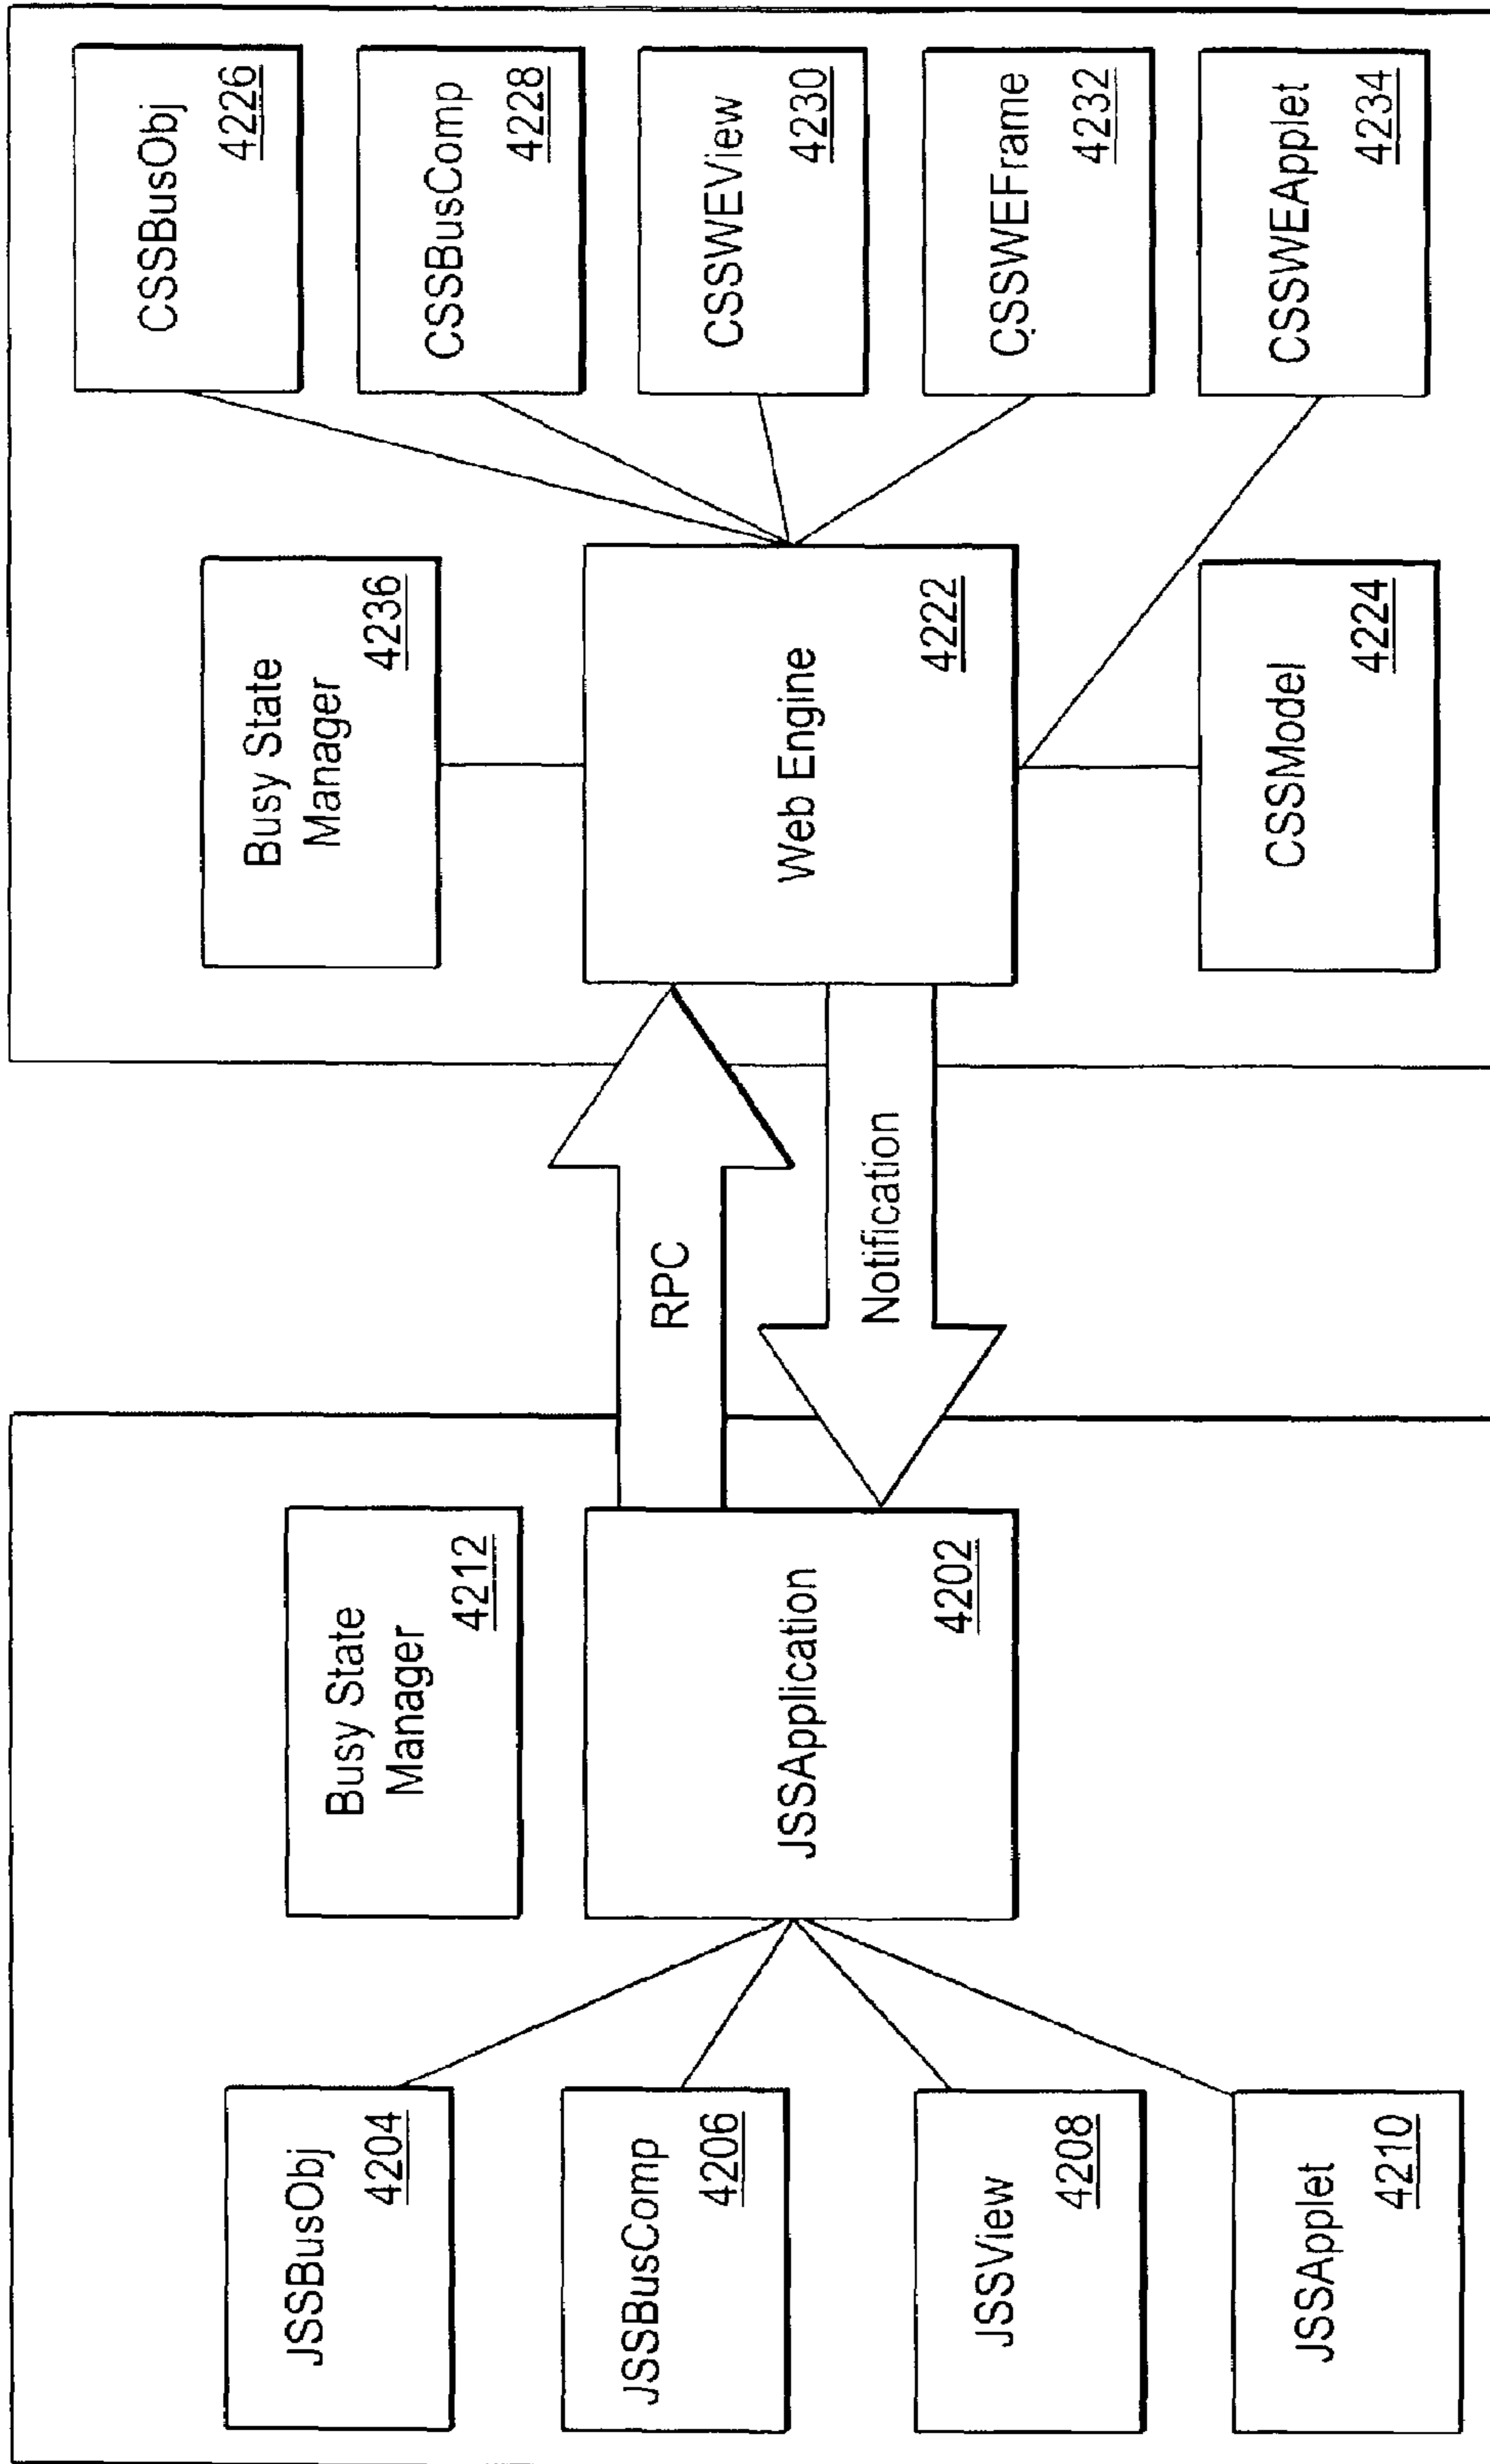 JSSBusObj
4204
JSSBusComp
4206
JSSView
4208
JSSApplet
4210
Busy State
Manager
4212
JSSApplication
4202
RPC
Notification
Busy State
Manager
4236
Web Engine
4222
CSSModel
4224
CSSBusObj
4226
CSSBusComp
4228
CSSWEView
4230
CSSWEFrame
4232
CSSWEApplet
4234